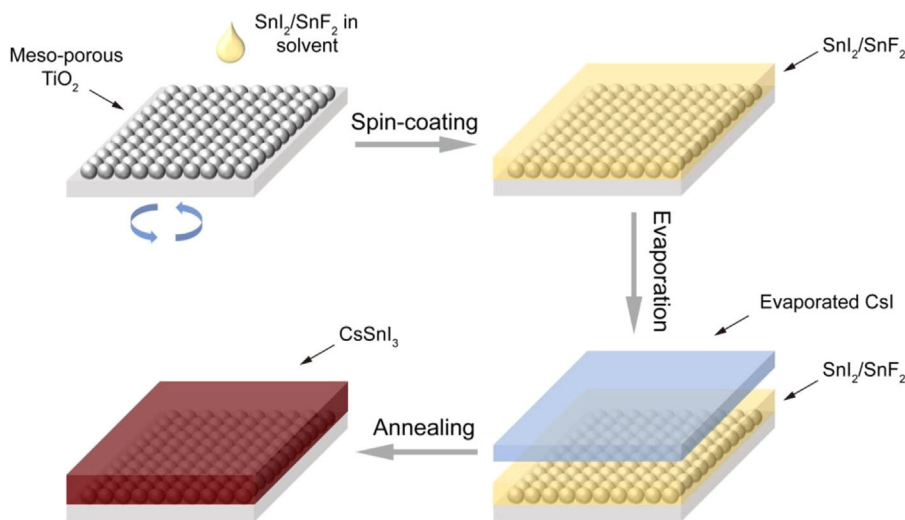 SnI₂/SnF₂ in
solvent
Meso-porous
TiO₂
Spin-coating
SnI₂/SnF₂
Evaporation
Evaporated CsI
SnI₂/SnF₂
Annealing
CsSnI₃